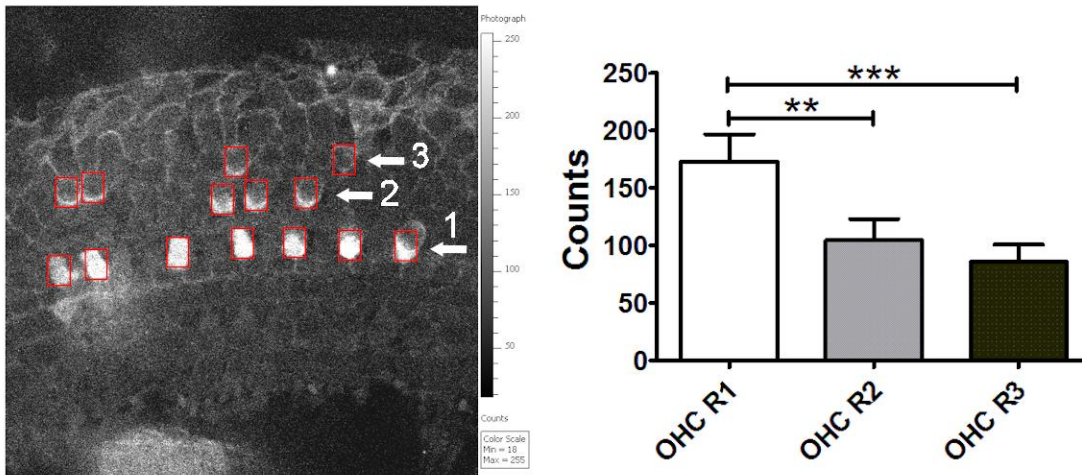 Photograph
250
200
150
100
50
Counts
Color Scale
Min = 18
Max = 255
3
2
1
Counts
250
200
150
100
50
0
***
**
OHC R1
OHC R2
OHC R3